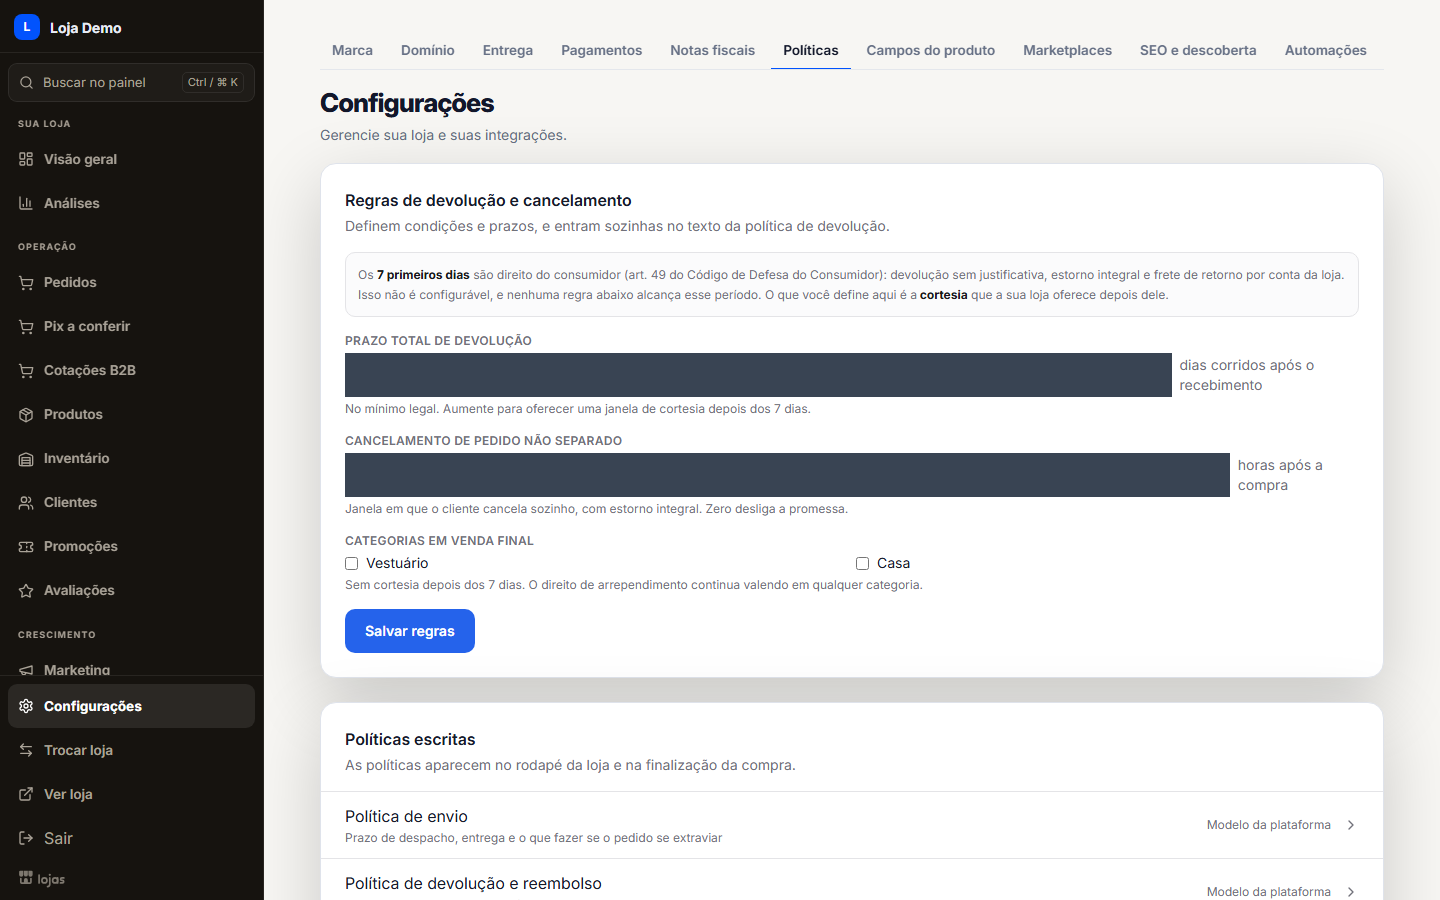 L
Loja Demo
Buscar no painel
Ctrl / ⌘ K
SUA LOJA
Visão geral
Análises
OPERAÇÃO
Pedidos
Pix a conferir
Cotações B2B
Produtos
Inventário
Clientes
Promoções
Avaliações
CRESCIMENTO
Marketing
Configurações
Trocar loja
Ver loja
Sair
lojas
Marca
Domínio
Entrega
Pagamentos
Notas fiscais
Políticas
Campos do produto
Marketplaces
SEO e descoberta
Automações
Configurações
Gerencie sua loja e suas integrações.
Regras de devolução e cancelamento
Definem condições e prazos, e entram sozinhas no texto da política de devolução.
Os 7 primeiros dias são direito do consumidor (art. 49 do Código de Defesa do Consumidor): devolução sem justificativa, estorno integral e frete de retorno por conta da loja.
Isso não é configurável, e nenhuma regra abaixo alcança esse período. O que você define aqui é a cortesia que a sua loja oferece depois dele.
PRAZO TOTAL DE DEVOLUÇÃO
dias corridos após o
recebimento
No mínimo legal. Aumente para oferecer uma janela de cortesia depois dos 7 dias.
CANCELAMENTO DE PEDIDO NÃO SEPARADO
horas após a
compra
Janela em que o cliente cancela sozinho, com estorno integral. Zero desliga a promessa.
CATEGORIAS EM VENDA FINAL
Vestuário
Casa
Sem cortesia depois dos 7 dias. O direito de arrependimento continua valendo em qualquer categoria.
Salvar regras
Políticas escritas
As políticas aparecem no rodapé da loja e na finalização da compra.
Política de envio
Prazo de despacho, entrega e o que fazer se o pedido se extraviar
Modelo da plataforma
Política de devolução e reembolso
Modelo da plataforma